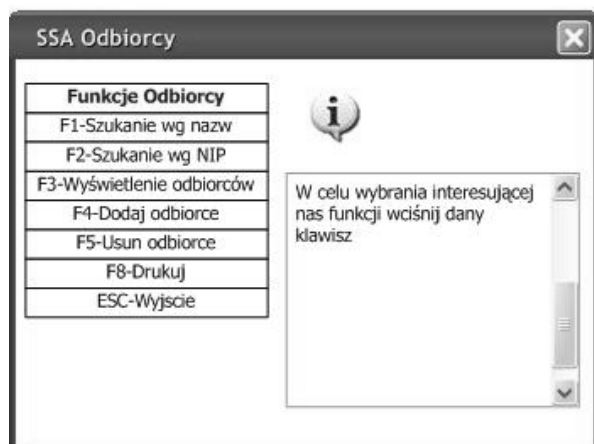 SSA Odbiorcy
Funkcje Odbiorcy
F1-Szukanie wg nazw
F2-Szukanie wg NIP
F3-Wyświetlenie odbiorców
F4-Dodaj odbiorce
F5-Usun odbiorce
F8-Drukuj
ESC-Wyjscie
W celu wybrania interesującej
nas funkcji wciśnij dany
klawisz